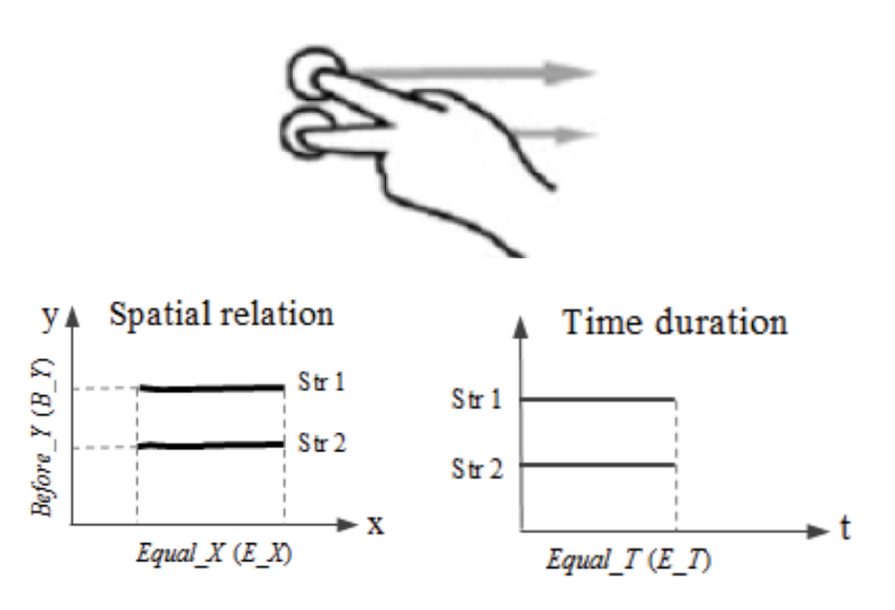 y
Spatial relation
Before_Y (B_Y)
Str 1
Str 2
x
Equal_X (E_X)
Time duration
Str 1
Str 2
t
Equal_T (E_T)